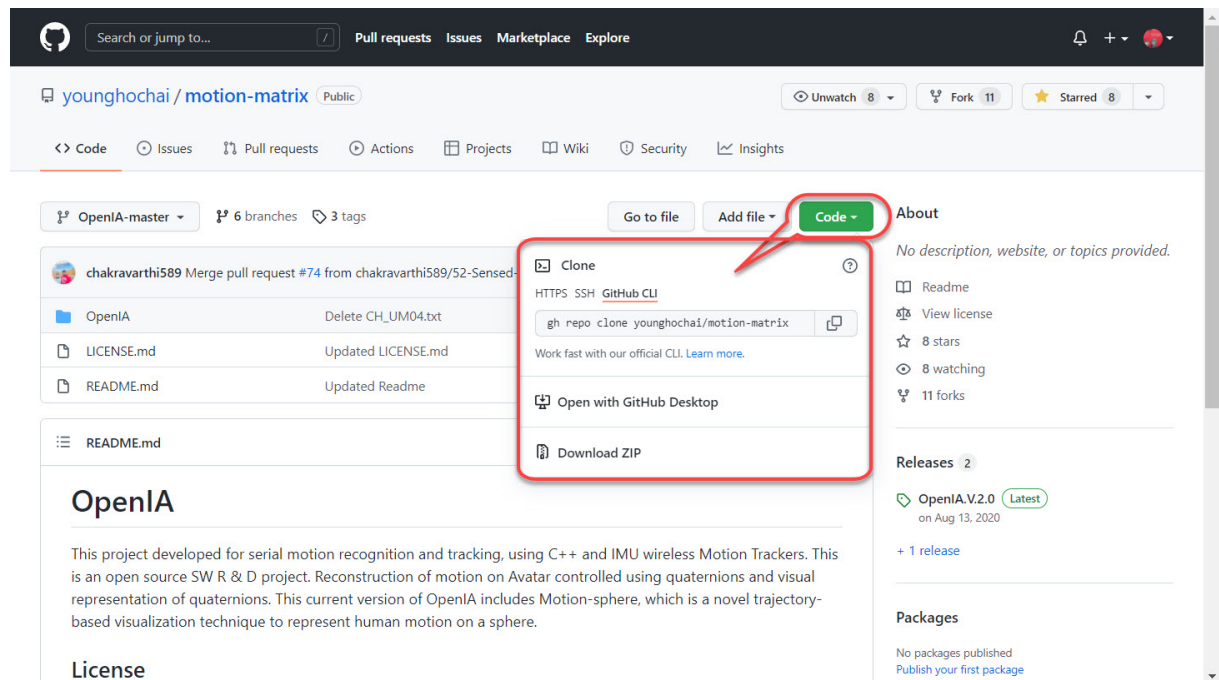 Search or jump to... / Pull requests Issues Marketplace Explore
younghochai / motion-matrix Public Unwatch 8 Fork 11 Starred 8
Code Issues Pull requests Actions Projects Wiki Security Insights
OpenIA-master 6 branches 3 tags Go to file Add file Code
chakravarthi589 Merge pull request #74 from chakravarthi589/52-Sensed-
OpenIA Delete CH_UM04.txt
LICENSE.md Updated LICENSE.md
README.md Updated Readme
Clone
HTTPS SSH GitHub CLI
gh repo clone younghochai/motion-matrix
Work fast with our official CLI. Learn more.
Open with GitHub Desktop
Download ZIP
README.md
OpenIA
This project developed for serial motion recognition and tracking, using C++ and IMU wireless Motion Trackers. This
is an open source SW R & D project. Reconstruction of motion on Avatar controlled using quaternions and visual
representation of quaternions. This current version of OpenIA includes Motion-sphere, which is a novel trajectory-
based visualization technique to represent human motion on a sphere.
License
About
No description, website, or topics provided.
Readme
View license
8 stars
8 watching
11 forks
Releases 2
OpenIA.V.2.0 Latest
on Aug 13, 2020
+ 1 release
Packages
No packages published
Publish your first package